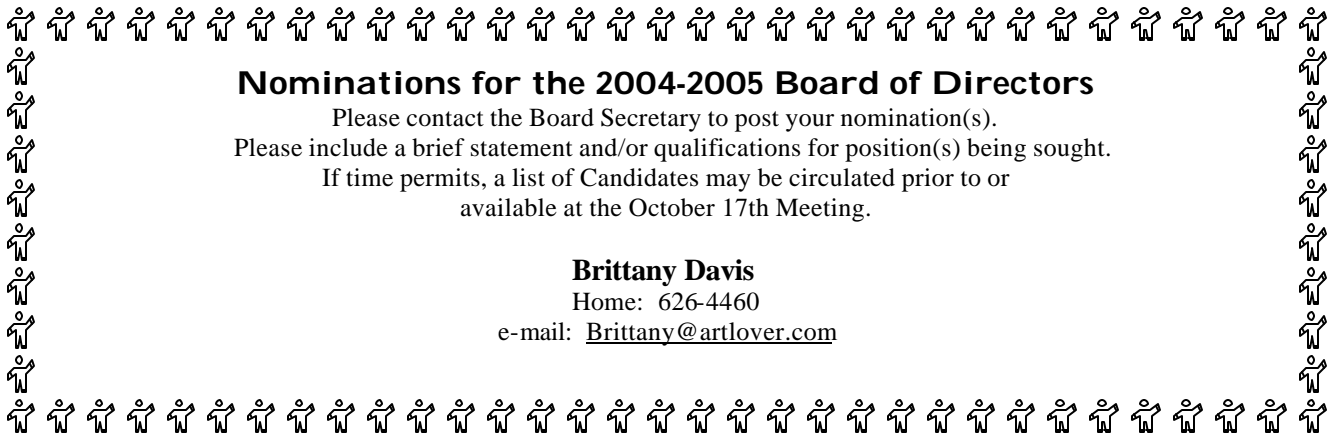 Nominations for the 2004-2005 Board of Directors
Please contact the Board Secretary to post your nomination(s).
Please include a brief statement and/or qualifications for position(s) being sought.
If time permits, a list of Candidates may be circulated prior to or
available at the October 17th Meeting.
Brittany Davis
Home: 626-4460
e-mail: Brittany@artlover.com